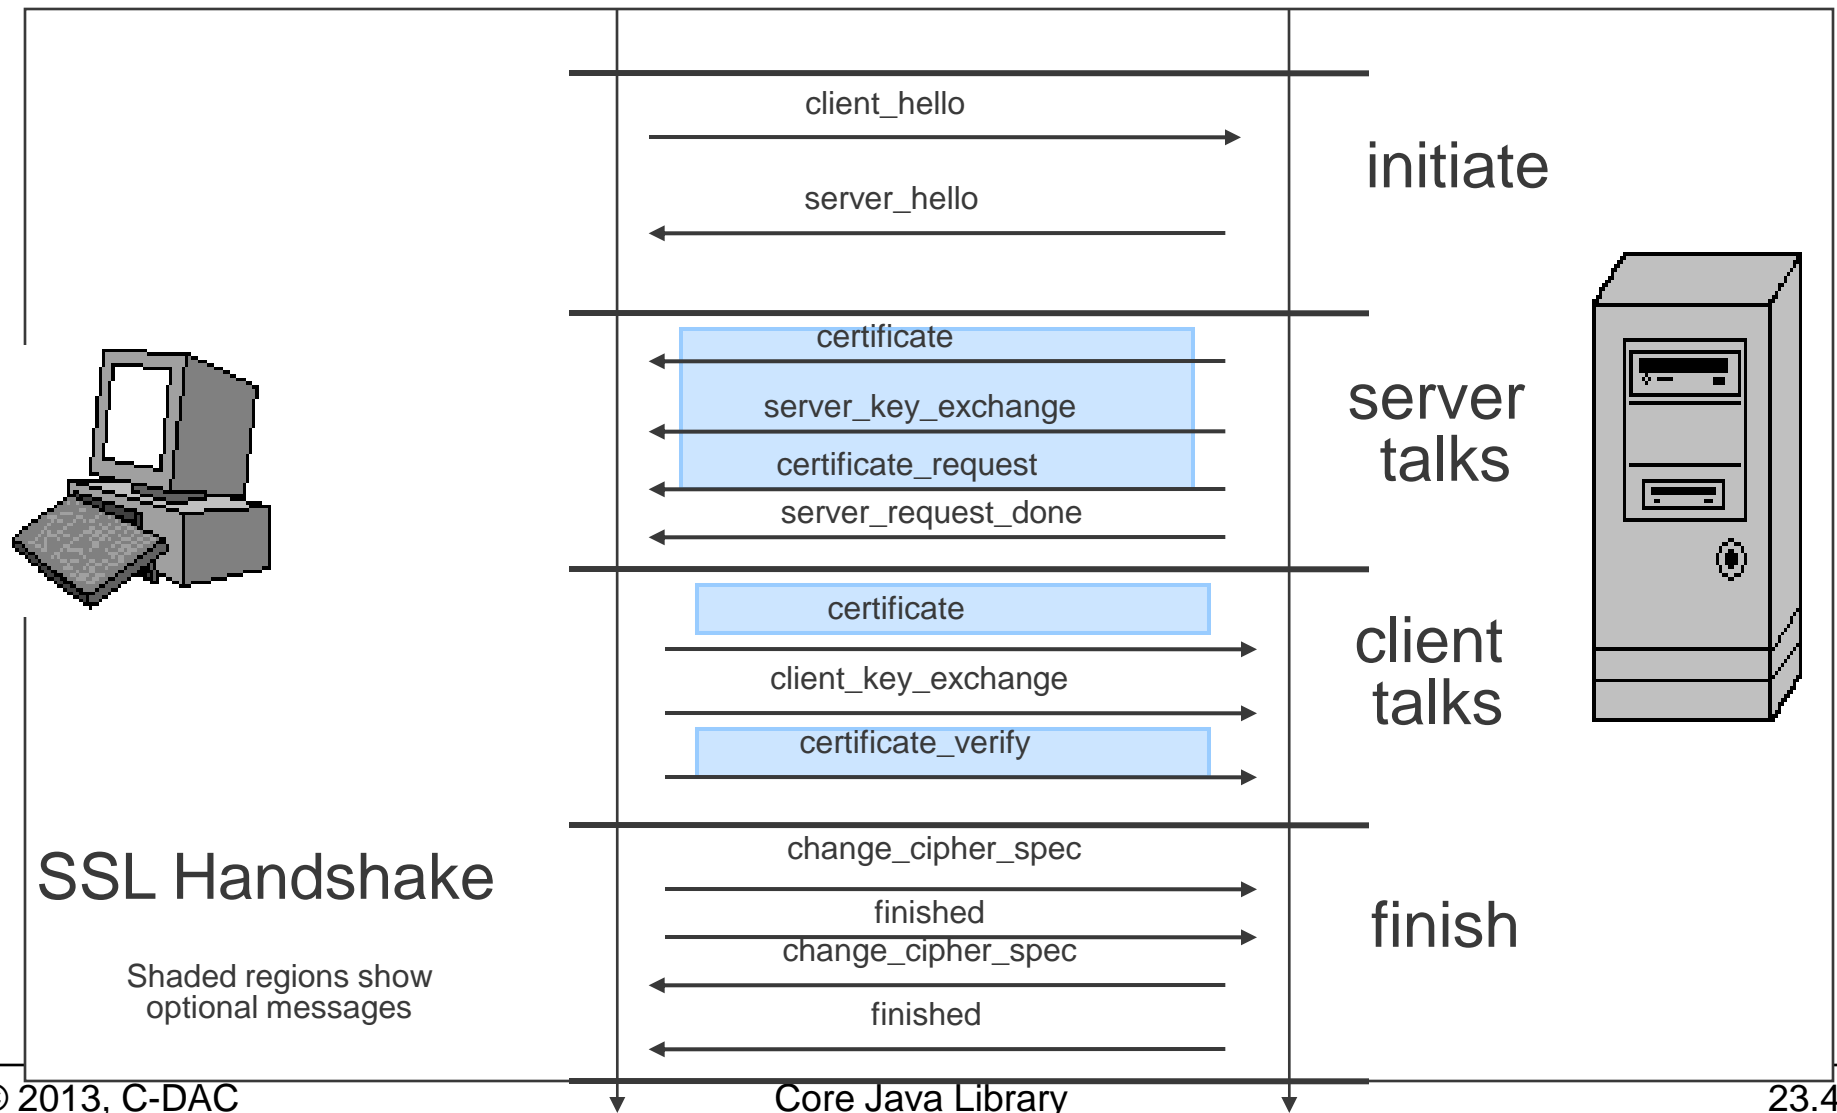 client_hello
initiate
server_hello
certificate
server_key_exchange
server
talks
certificate_request
server_request_done
certificate
client
talks
client_key_exchange
certificate_verify
change_cipher_spec
SSL Handshake
finished
finish
change_cipher_spec
Shaded regions show
optional messages
finished
© 2013, C-DAC
Core Java Library
23.4